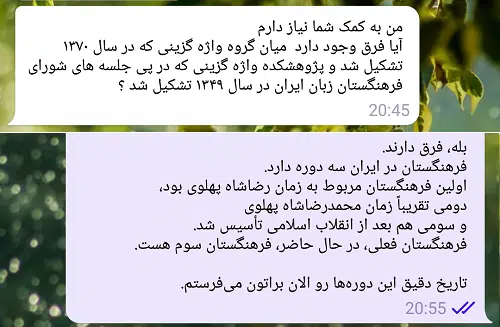 من به کمک شما نیاز دارم
آیا فرق وجود دارد  میان گروه واژه گزینی که در سال ۱۳۷۰
تشکیل شد و پژوهشکده واژه گزینی که در پی جلسه های شورای
فرهنگستان زبان ایران در سال ۱۳۴۹ تشکیل شد ؟
20:45
بله، فرق دارند.
فرهنگستان در ایران سه دوره دارد.
اولین فرهنگستان مربوط به زمان رضاشاه پهلوی بود،
دومی تقریباً زمان محمدرضاشاه پهلوی
و سومی هم بعد از انقلاب اسلامی تأسیس شد.
فرهنگستان فعلی، در حال حاضر، فرهنگستان سوم هست.
تاریخ دقیق این دوره‌ها رو الان براتون می‌فرستم.
20:55